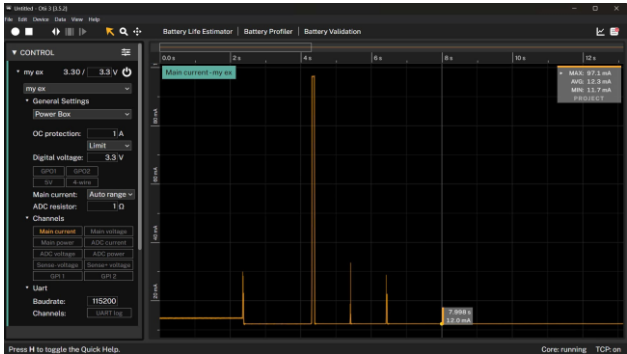 Untitled - Otii 3 [3.5.2]
File Edit Device Data View Help
Battery Life Estimator | Battery Profiler | Battery Validation
CONTROL
my ex 3.30 / 3.3 V
my ex
General Settings
Power Box
OC protection: 1 A
Limit
Digital voltage: 3.3 V
GPO1 GPO2
5V 4-wire
Main current: Auto range
ADC resistor: 1 Ω
Channels
Main current Main voltage
Main power ADC current
ADC voltage ADC power
Sense- voltage Sense+ voltage
GPI 1 GPI 2
Uart
Baudrate: 115200
Channels: UART log
0.0 s 2 s 4 s 6 s 8 s 10 s 12 s
Main current - my ex
MAX: 97.1 mA
AVG: 12.3 mA
MIN: 11.7 mA
PROJECT
80 mA
40 mA
20 mA
7.998 s
12.0 mA
Press H to toggle the Quick Help.
Core: running TCP: on